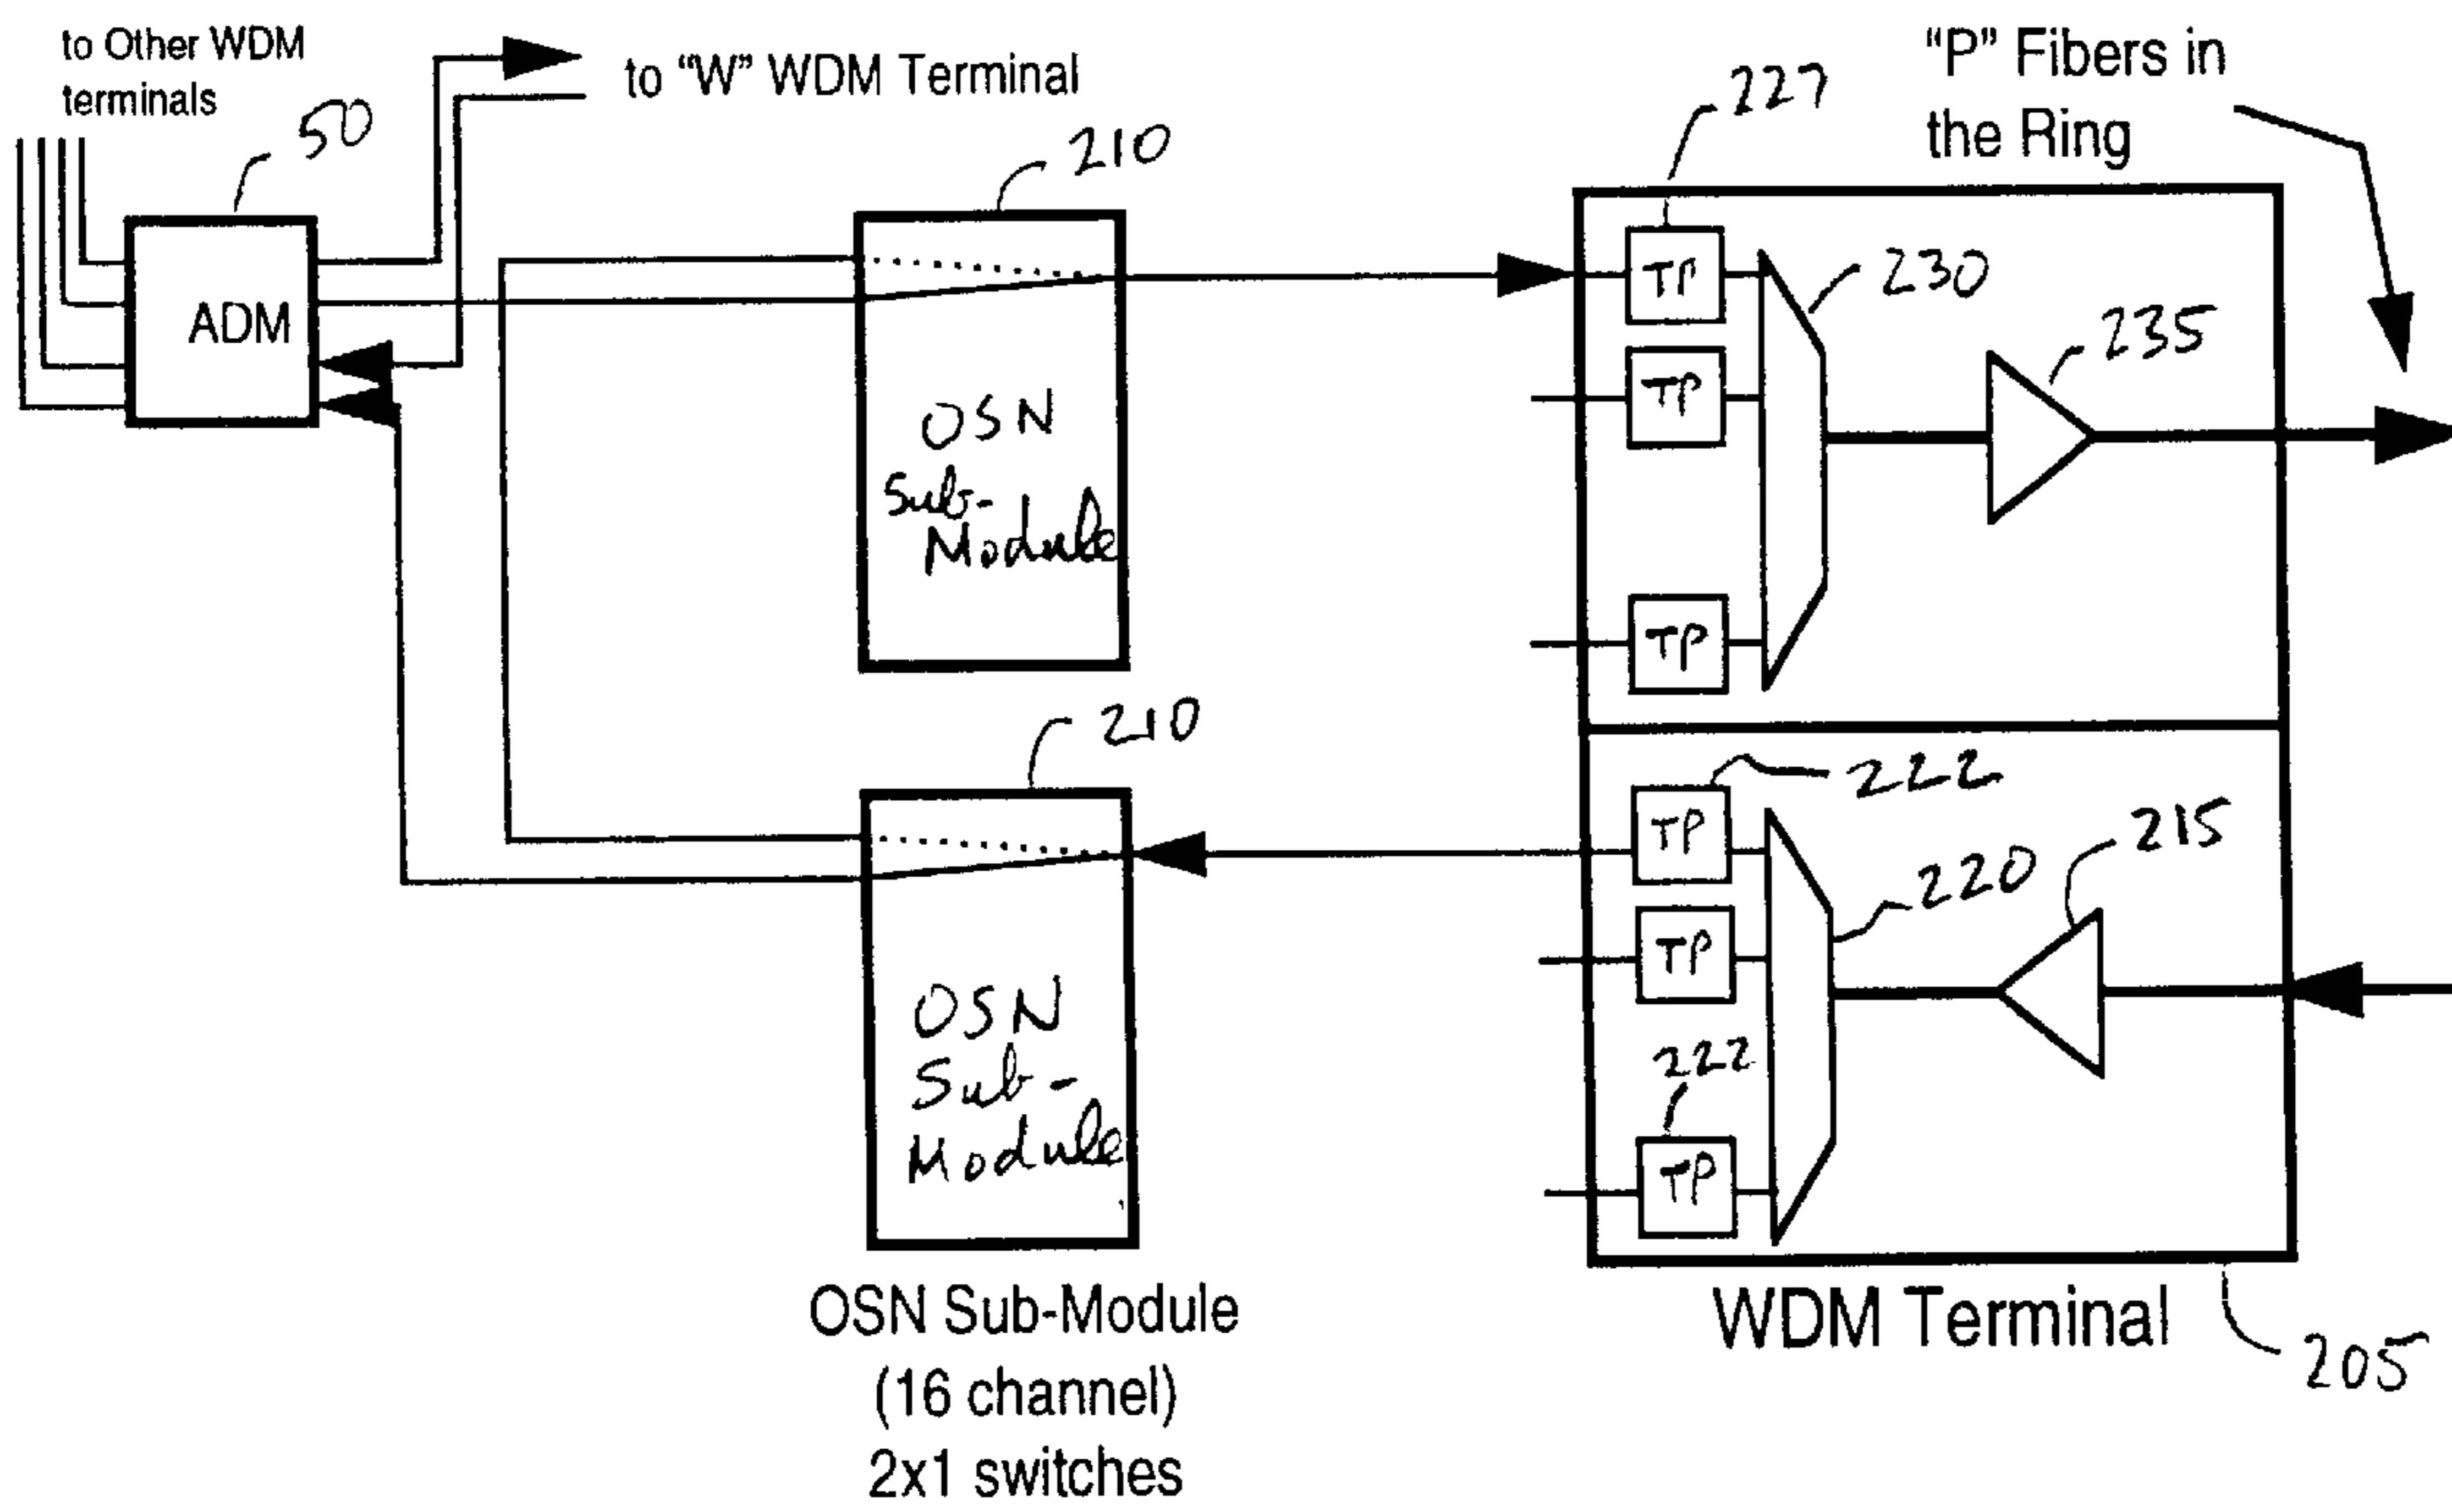 to Other WDM
terminals
to “W” WDM Terminal
“P” Fibers in
the Ring
50
210
227
ADM
TP
230
235
TP
OSN
Sub-
Module
TP
210
222
TP
215
220
TP
OSN
Sub-
Module
222
TP
OSN Sub-Module
(16 channel)
2x1 switches
WDM Terminal
205